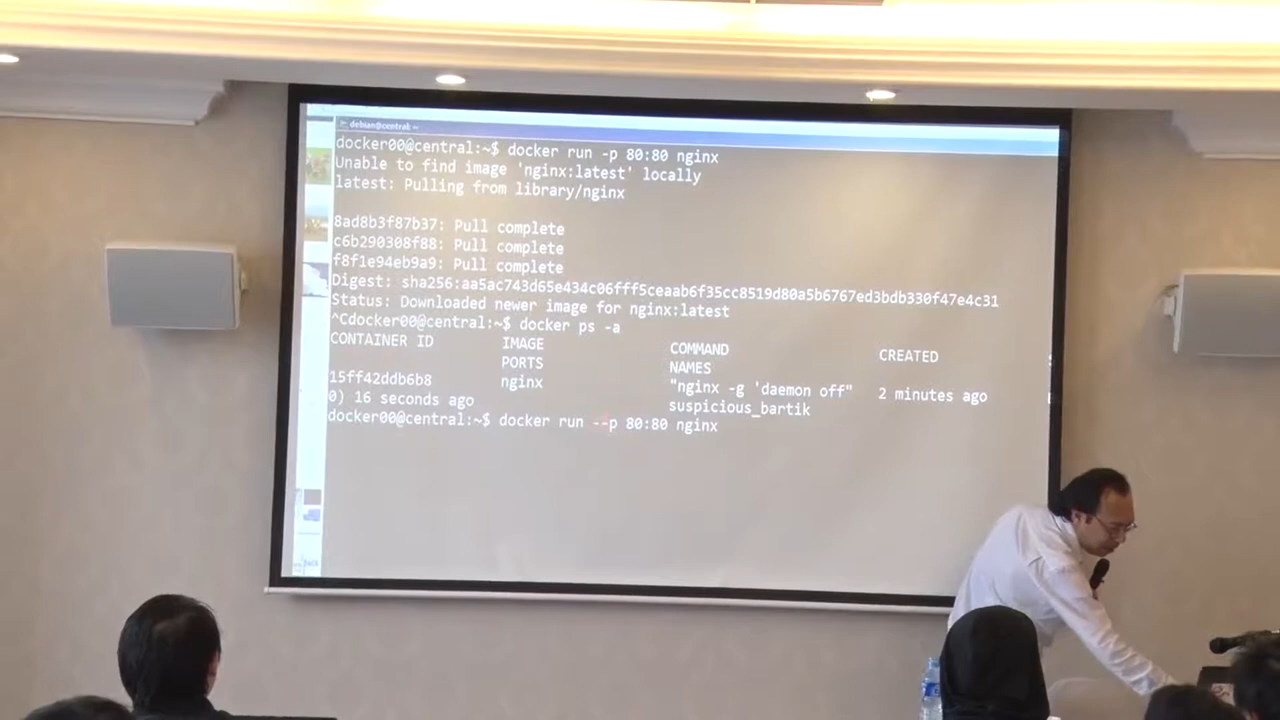 debian@central: ~
docker00@central:~$ docker run -p 80:80 nginx
Unable to find image 'nginx:latest' locally
latest: Pulling from library/nginx
8ad8b3f87b37: Pull complete
c6b290308f88: Pull complete
f8f1e94eb9a9: Pull complete
Digest: sha256:aa5ac743d65e434c06fff5ceaab6f35cc8519d80a5b6767ed3bdb330f47e4c31
Status: Downloaded newer image for nginx:latest
^Cdocker00@central:~$ docker ps -a
CONTAINER ID IMAGE COMMAND CREATED
PORTS NAMES
15ff42ddb6b8 nginx "nginx -g 'daemon off" 2 minutes ago
0) 16 seconds ago suspicious_bartik
docker00@central:~$ docker run --p 80:80 nginx